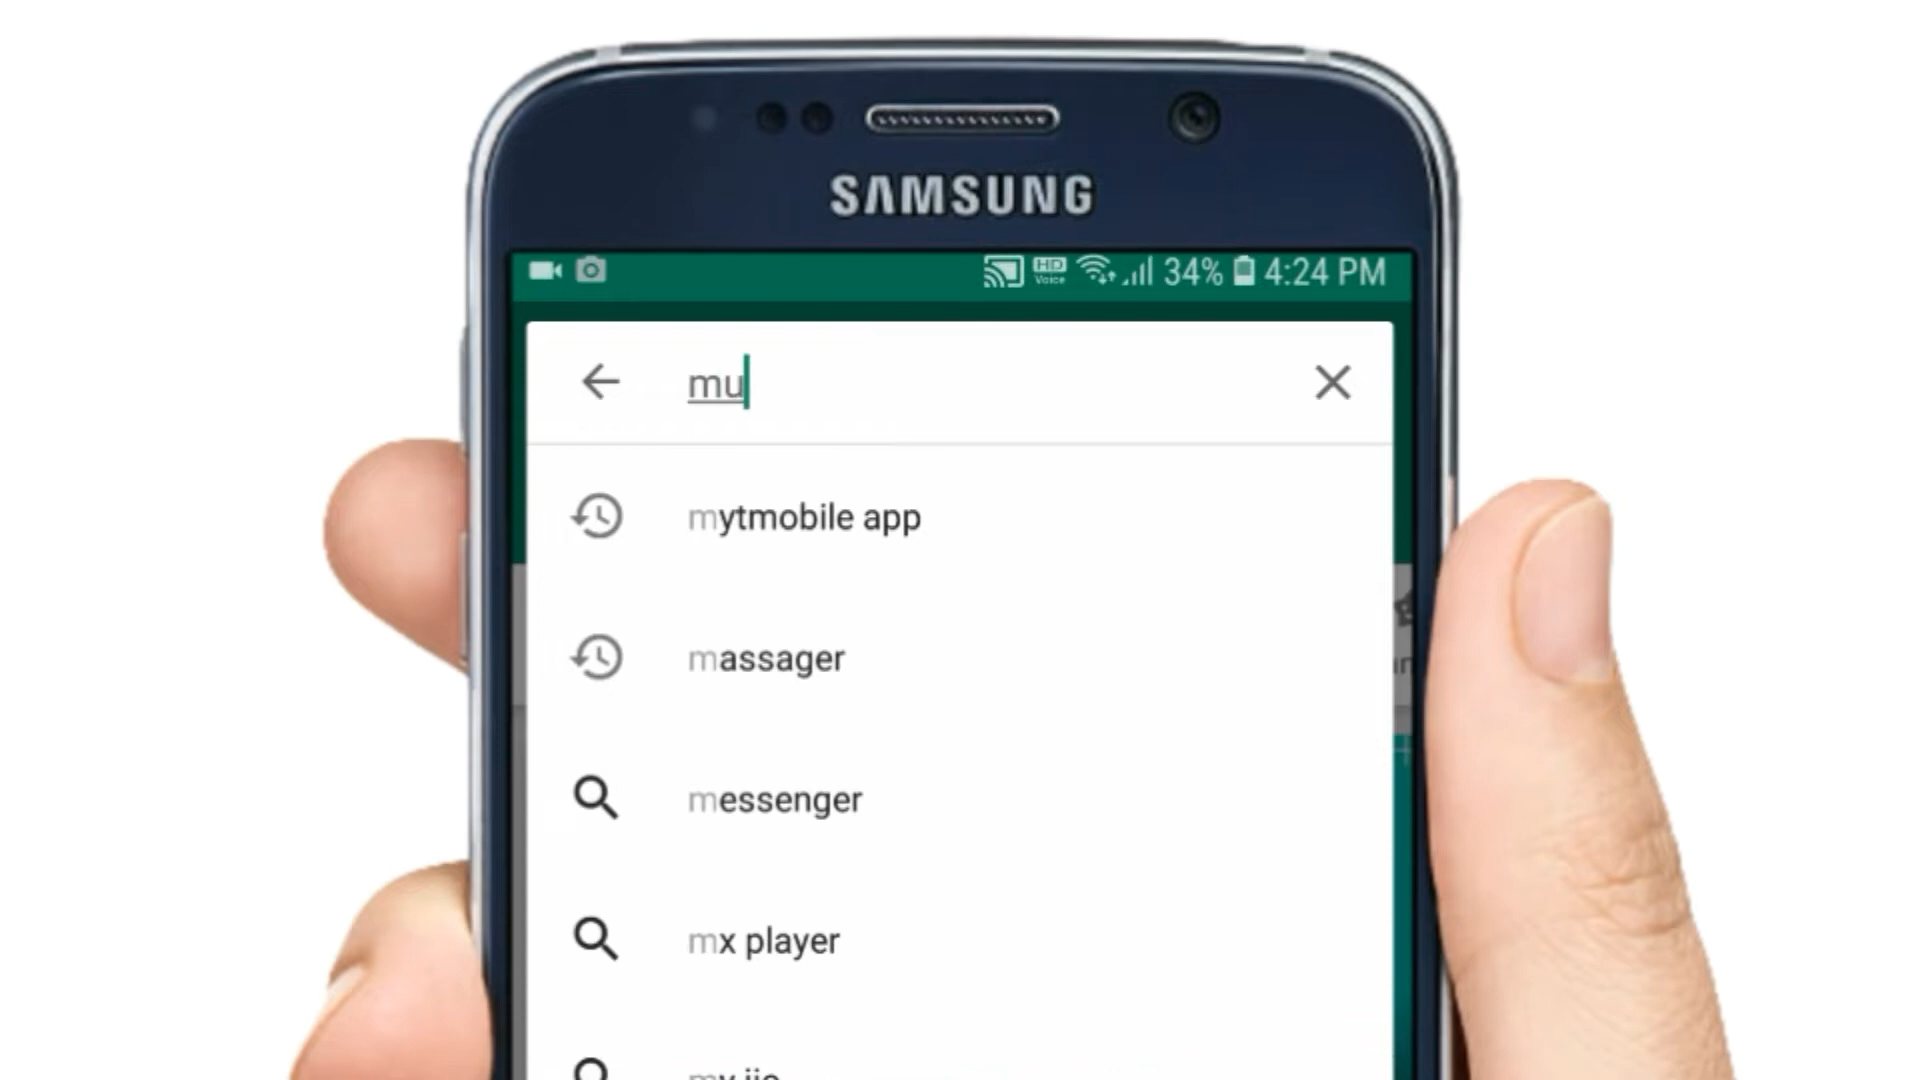 SAMSUNG
HD Voice 34% 4:24 PM
mu
mytmobile app
massager
messenger
mx player